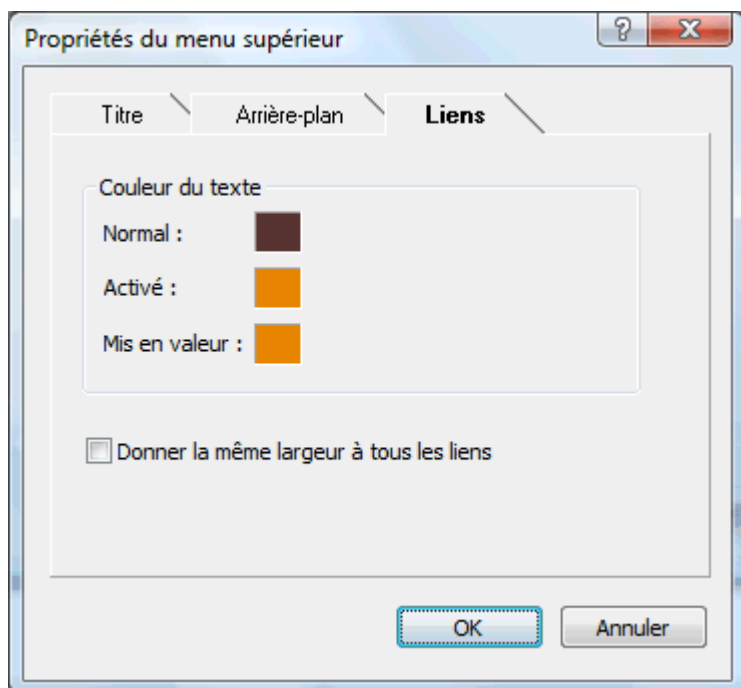 Propriétés du menu supérieur
?
Titre Arrière-plan Liens
Couleur du texte
Normal :
Activé :
Mis en valeur :
Donner la même largeur à tous les liens
OK Annuler